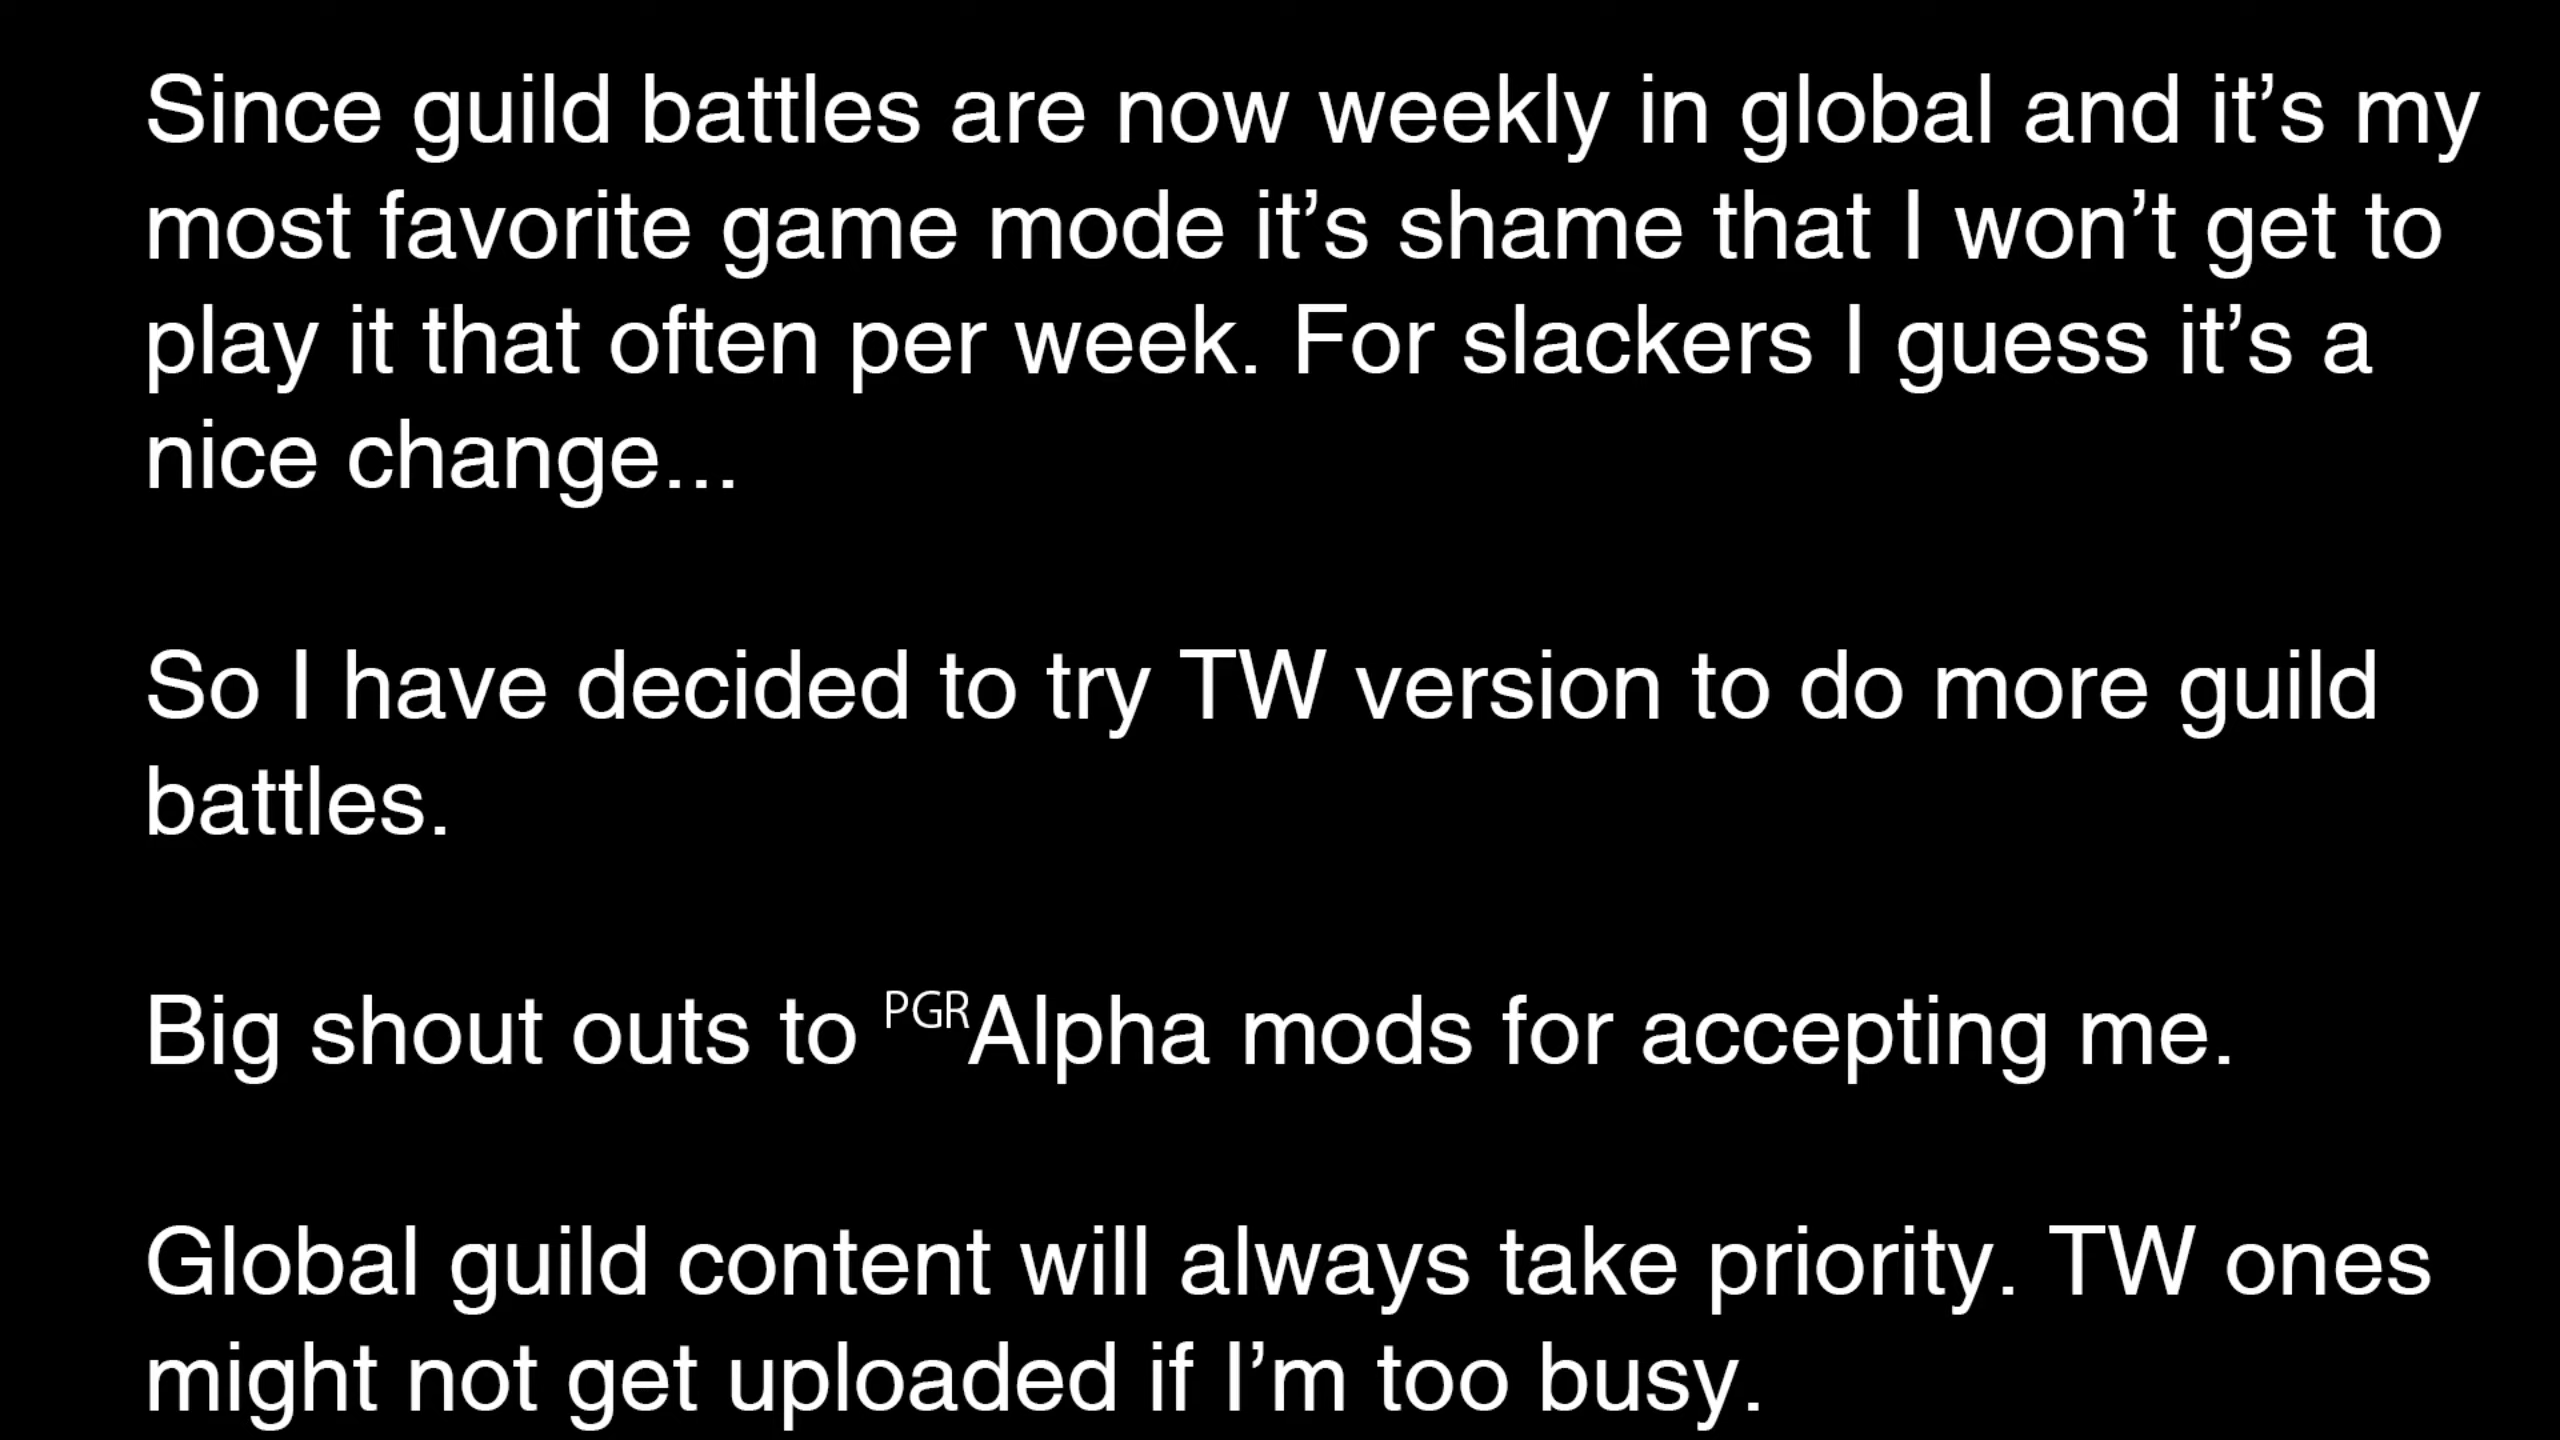 Since guild battles are now weekly in global and it’s my
most favorite game mode it’s shame that I won’t get to
play it that often per week. For slackers I guess it’s a
nice change...
So I have decided to try TW version to do more guild
battles.
Big shout outs to ᴾᴳᴿAlpha mods for accepting me.
Global guild content will always take priority. TW ones
might not get uploaded if I’m too busy.